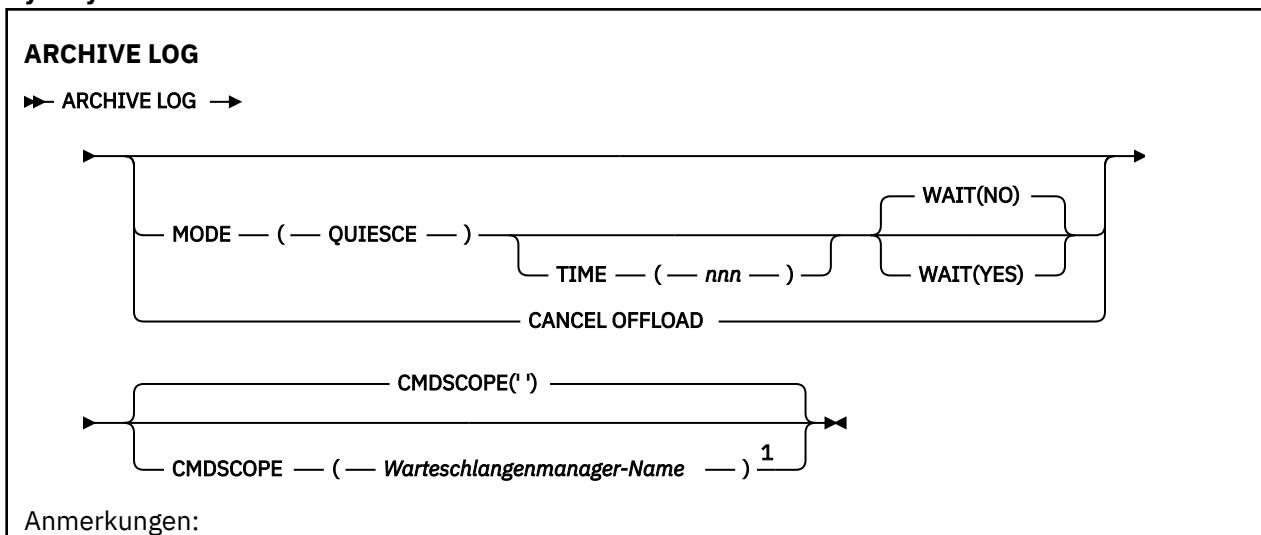 ARCHIVE LOG
ARCHIVE LOG
WAIT(NO)
MODE ( QUIESCE )
TIME ( nnn )
WAIT(YES)
CANCEL OFFLOAD
CMDSCOPE(' ')
CMDSCOPE ( Warteschlangenmanager-Name ) 1
Anmerkungen: